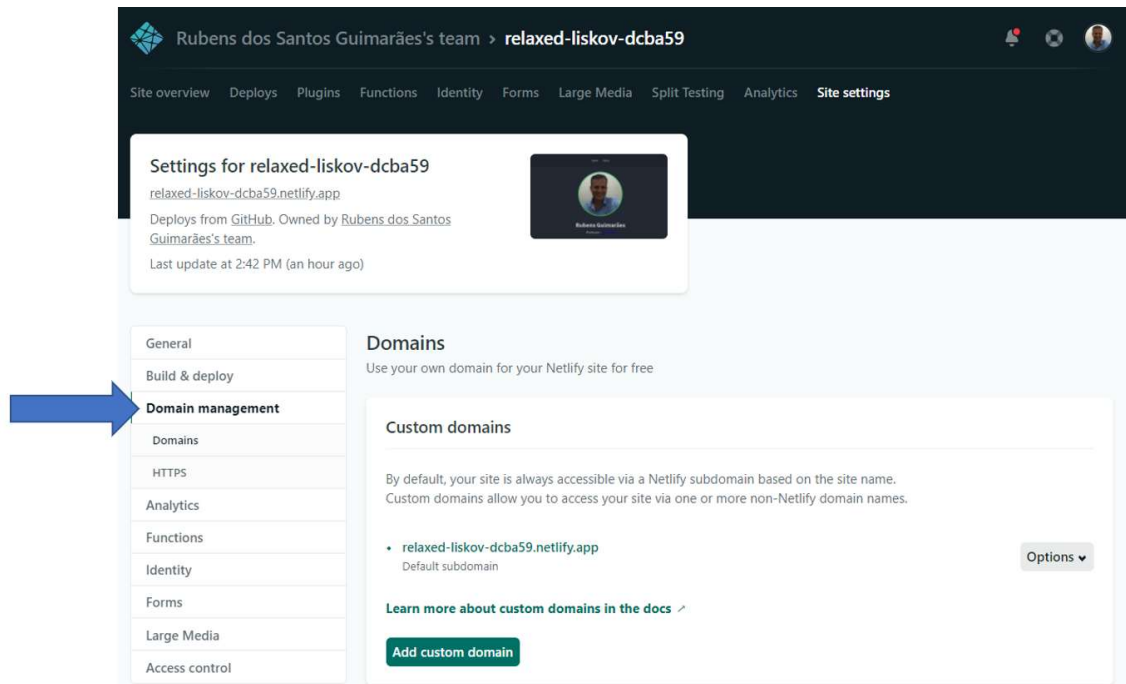 Rubens dos Santos Guimarães's team > relaxed-liskov-dcba59
Site overview Deploys Plugins Functions Identity Forms Large Media Split Testing Analytics Site settings
Settings for relaxed-liskov-dcba59
relaxed-liskov-dcba59.netlify.app
Deploys from GitHub. Owned by Rubens dos Santos
Guimarães's team.
Last update at 2:42 PM (an hour ago)
Rubens Guimarães
General
Build & deploy
Domain management
Domains
HTTPS
Analytics
Functions
Identity
Forms
Large Media
Access control
Domains
Use your own domain for your Netlify site for free
Custom domains
By default, your site is always accessible via a Netlify subdomain based on the site name.
Custom domains allow you to access your site via one or more non-Netlify domain names.
• relaxed-liskov-dcba59.netlify.app
Default subdomain
Options
Learn more about custom domains in the docs
Add custom domain